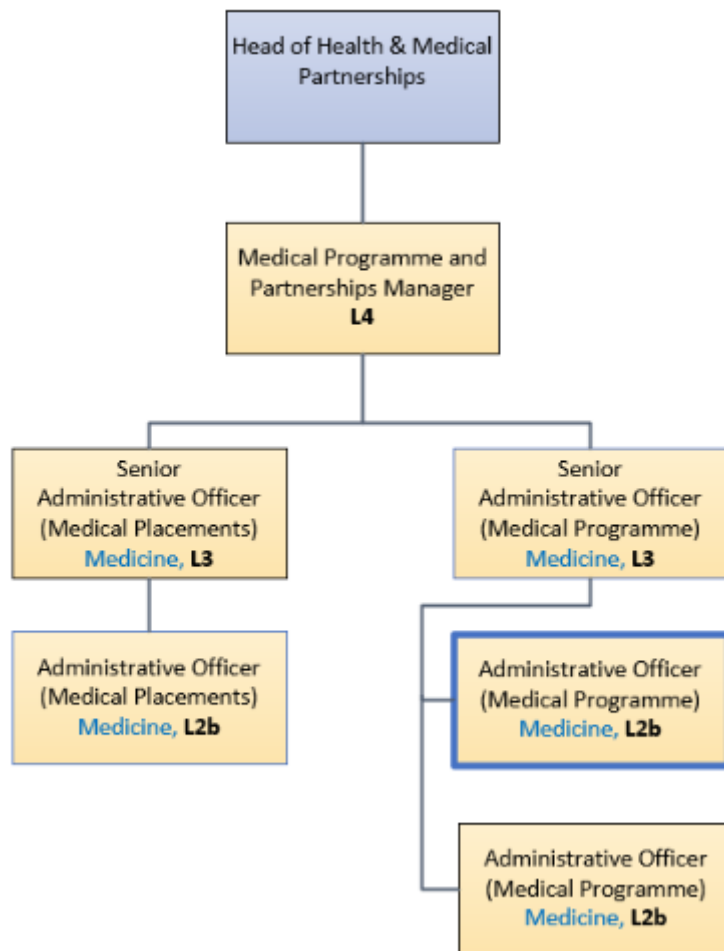 Head of Health & Medical
Partnerships
Medical Programme and
Partnerships Manager
L4
Senior
Administrative Officer
(Medical Placements)
Medicine, L3
Senior
Administrative Officer
(Medical Programme)
Medicine, L3
Administrative Officer
(Medical Placements)
Medicine, L2b
Administrative Officer
(Medical Programme)
Medicine, L2b
Administrative Officer
(Medical Programme)
Medicine, L2b